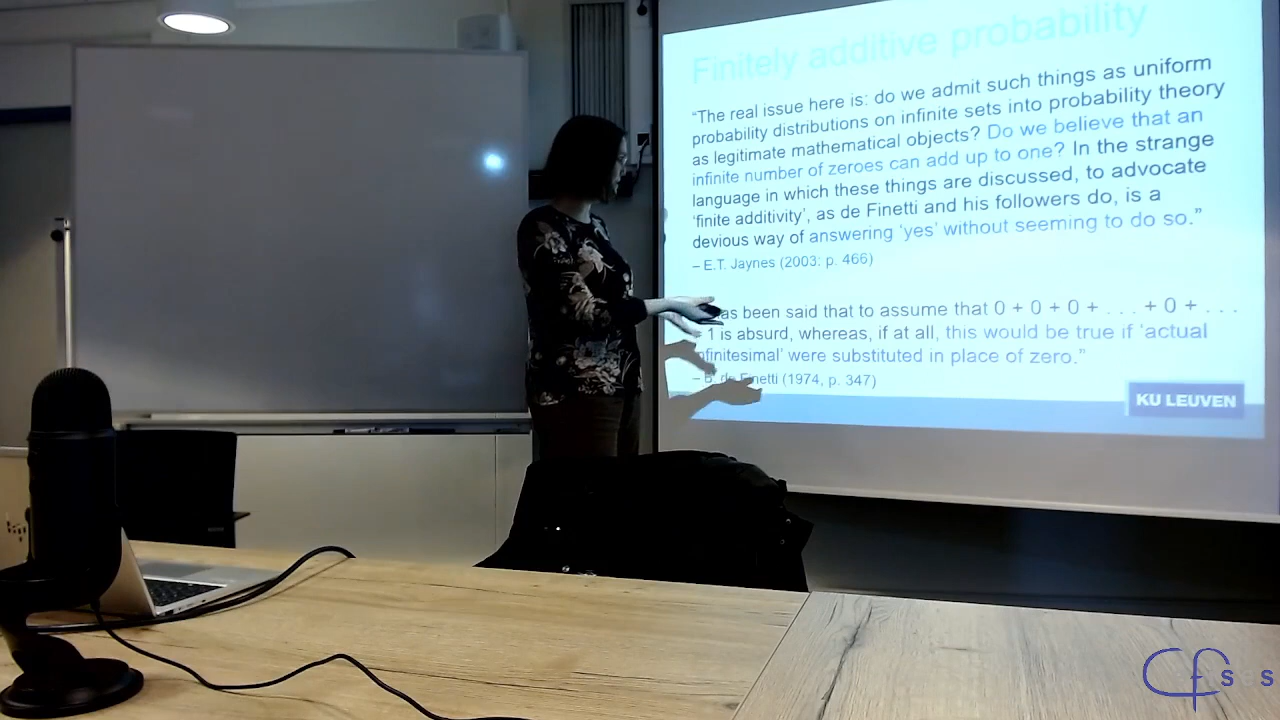 Finitely additive probability
“The real issue here is: do we admit such things as uniform
probability distributions on infinite sets into probability theory
as legitimate mathematical objects? Do we believe that an
infinite number of zeroes can add up to one? In the strange
language in which these things are discussed, to advocate
‘finite additivity’, as de Finetti and his followers do, is a
devious way of answering ‘yes’ without seeming to do so.”
– E.T. Jaynes (2003: p. 466)
as been said that to assume that 0 + 0 + 0 + . . . + 0 + . . .
1 is absurd, whereas, if at all, this would be true if ‘actual
nfinitesimal’ were substituted in place of zero.”
– B. de Finetti (1974, p. 347)
KU LEUVEN
Cfs s